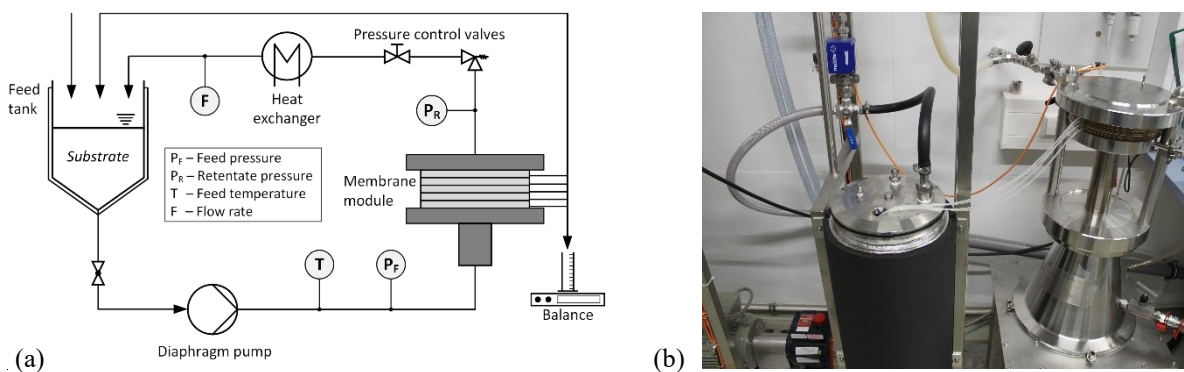 Pressure control valves
Feed
tank
F
Heat
exchanger
P_R
Substrate
P_F – Feed pressure
P_R – Retentate pressure
T – Feed temperature
F – Flow rate
Membrane
module
T
P_F
Balance
Diaphragm pump
(a)
(b)